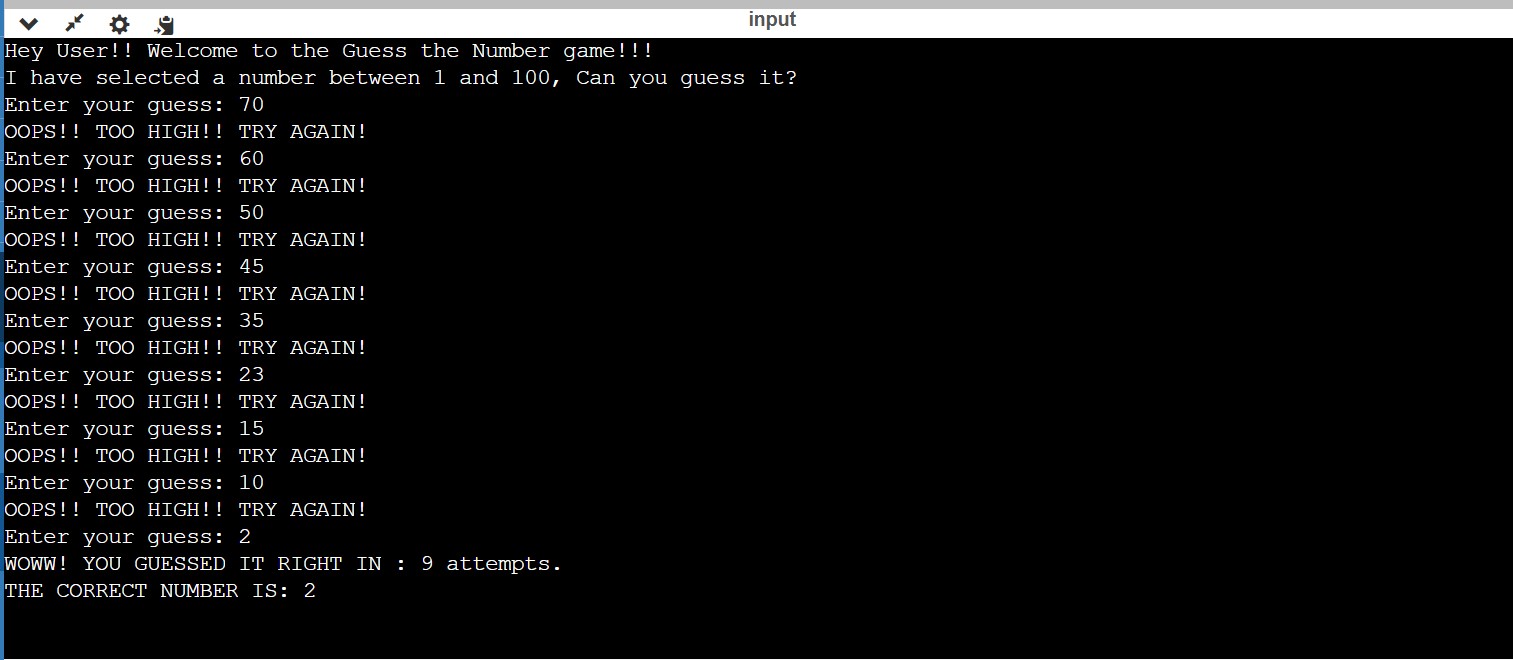 input
Hey User!! Welcome to the Guess the Number game!!!
I have selected a number between 1 and 100, Can you guess it?
Enter your guess: 70
OOPS!! TOO HIGH!! TRY AGAIN!
Enter your guess: 60
OOPS!! TOO HIGH!! TRY AGAIN!
Enter your guess: 50
OOPS!! TOO HIGH!! TRY AGAIN!
Enter your guess: 45
OOPS!! TOO HIGH!! TRY AGAIN!
Enter your guess: 35
OOPS!! TOO HIGH!! TRY AGAIN!
Enter your guess: 23
OOPS!! TOO HIGH!! TRY AGAIN!
Enter your guess: 15
OOPS!! TOO HIGH!! TRY AGAIN!
Enter your guess: 10
OOPS!! TOO HIGH!! TRY AGAIN!
Enter your guess: 2
WOWW! YOU GUESSED IT RIGHT IN : 9 attempts.
THE CORRECT NUMBER IS: 2